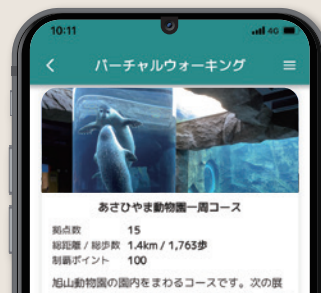 10:11
4G
バーチャルウォーキング
あさひやま動物園一周コース
拠点数 15
総距離 / 総歩数 1.4km / 1,763歩
制覇ポイント 100
旭山動物園の園内をまわるコースです。次の展